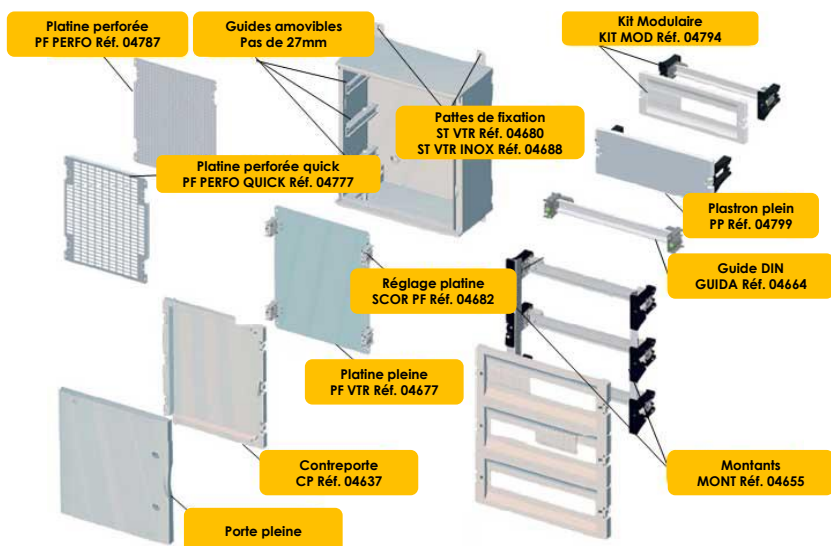 Platine perforée
PF PERFO Réf. 04787
Guides amovibles
Pas de 27mm
Kit Modulaire
KIT MOD Réf. 04794
Pattes de fixation
ST VTR Réf. 04680
ST VTR INOX Réf. 04688
Platine perforée quick
PF PERFO QUICK Réf. 04777
Plastron plein
PP Réf. 04799
Guide DIN
GUIDA Réf. 04664
Réglage platine
SCOR PF Réf. 04682
Platine pleine
PF VTR Réf. 04677
Contreporte
CP Réf. 04637
Montants
MONT Réf. 04655
Porte pleine